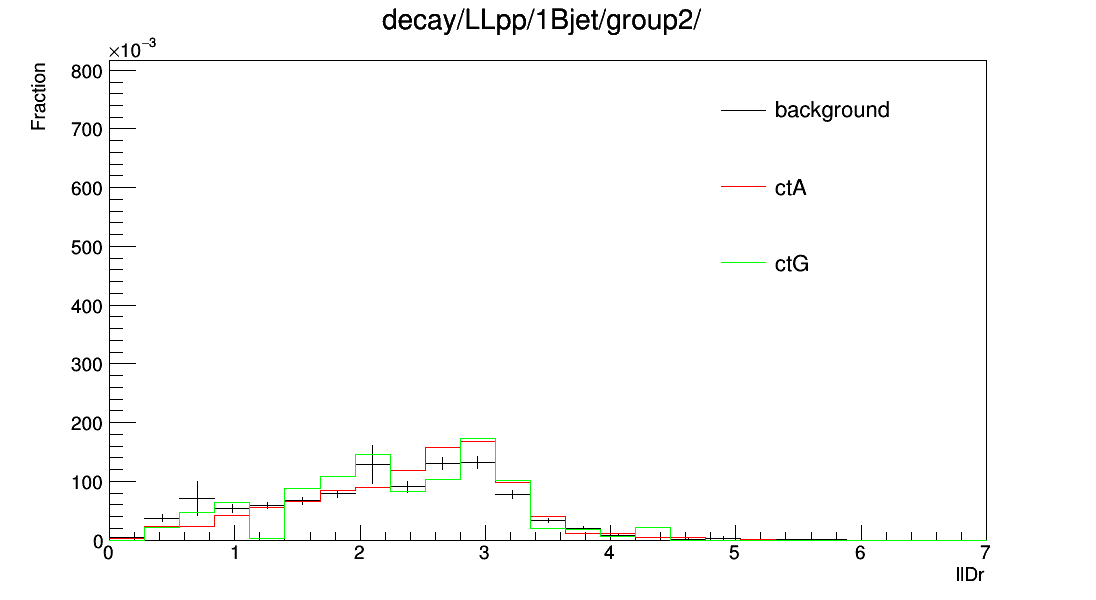 decay/LLpp/1Bjet/group2/
×10⁻³
Fraction
800
700
600
500
400
300
200
100
0
background
ctA
ctG
0 1 2 3 4 5 6 7
llDr